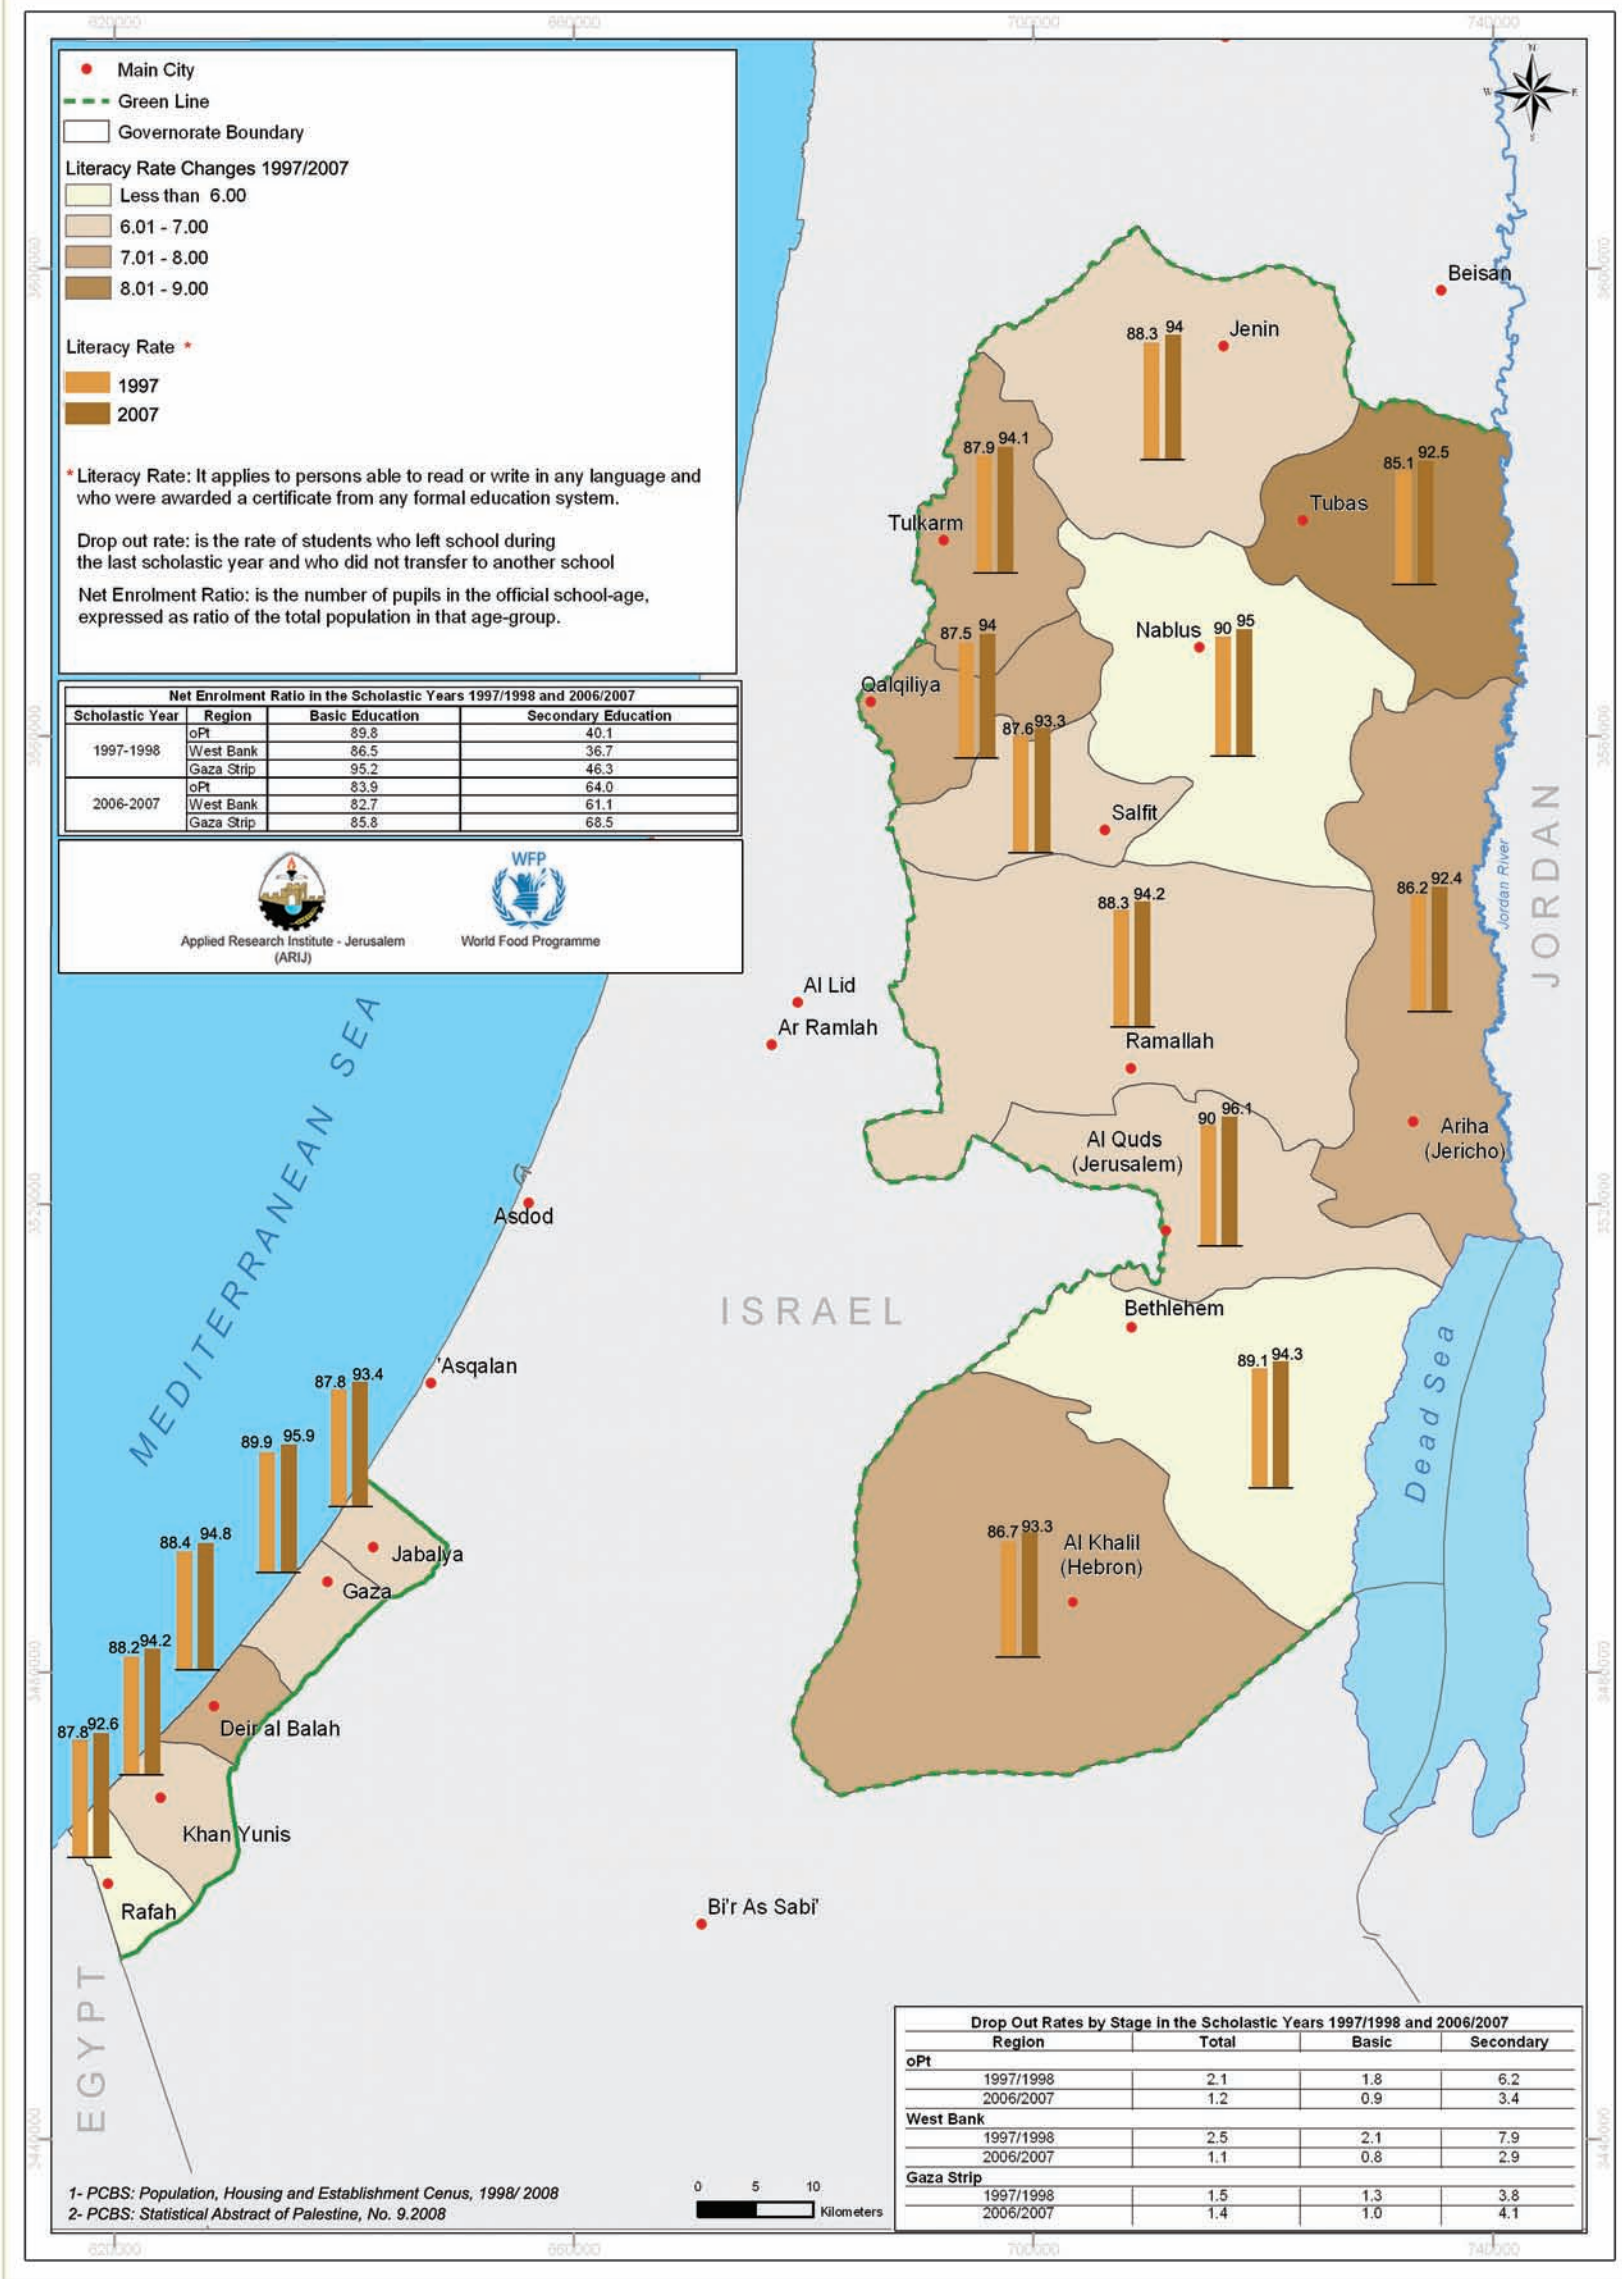 620000
660000
700000
740000
Main City
Green Line
Governorate Boundary
Literacy Rate Changes 1997/2007
Less than 6.00
6.01 - 7.00
7.01 - 8.00
8.01 - 9.00
Literacy Rate *
1997
2007
* Literacy Rate: It applies to persons able to read or write in any language and
who were awarded a certificate from any formal education system.
Drop out rate: is the rate of students who left school during
the last scholastic year and who did not transfer to another school
Net Enrolment Ratio: is the number of pupils in the official school-age,
expressed as ratio of the total population in that age-group.
Net Enrolment Ratio in the Scholastic Years 1997/1998 and 2006/2007
Scholastic Year Region Basic Education Secondary Education
1997-1998
oPt 89.8 40.1
West Bank 86.5 36.7
Gaza Strip 95.2 46.3
2006-2007
oPt 83.9 64.0
West Bank 82.7 61.1
Gaza Strip 85.8 68.5
WFP
Applied Research Institute - Jerusalem
(ARIJ)
World Food Programme
N
W E
S
3600000
3600000
3560000
3560000
3520000
3520000
3480000
3480000
3440000
3440000
Beisan
88.3 94
Jenin
87.9 94.1
Tulkarm
85.1 92.5
Tubas
87.5 94
Qalqiliya
Nablus 90 95
87.6 93.3
Salfit
86.2 92.4
Jordan River
JORDAN
88.3 94.2
Ramallah
Al Lid
Ar Ramlah
90 96.1
Al Quds
(Jerusalem)
Ariha
(Jericho)
MEDITERRANEAN SEA
Asdod
ISRAEL
Bethlehem
89.1 94.3
Dead Sea
'Asqalan
87.8 93.4
89.9 95.9
88.4 94.8
88.2 94.2
87.8 92.6
Jabalya
Gaza
Deir al Balah
Khan Yunis
Rafah
86.7 93.3
Al Khalil
(Hebron)
Bi'r As Sabi'
EGYPT
Drop Out Rates by Stage in the Scholastic Years 1997/1998 and 2006/2007
Region Total Basic Secondary
oPt
1997/1998 2.1 1.8 6.2
2006/2007 1.2 0.9 3.4
West Bank
1997/1998 2.5 2.1 7.9
2006/2007 1.1 0.8 2.9
Gaza Strip
1997/1998 1.5 1.3 3.8
2006/2007 1.4 1.0 4.1
1- PCBS: Population, Housing and Establishment Cenus, 1998/ 2008
2- PCBS: Statistical Abstract of Palestine, No. 9.2008
0 5 10
Kilometers
620000
660000
700000
740000